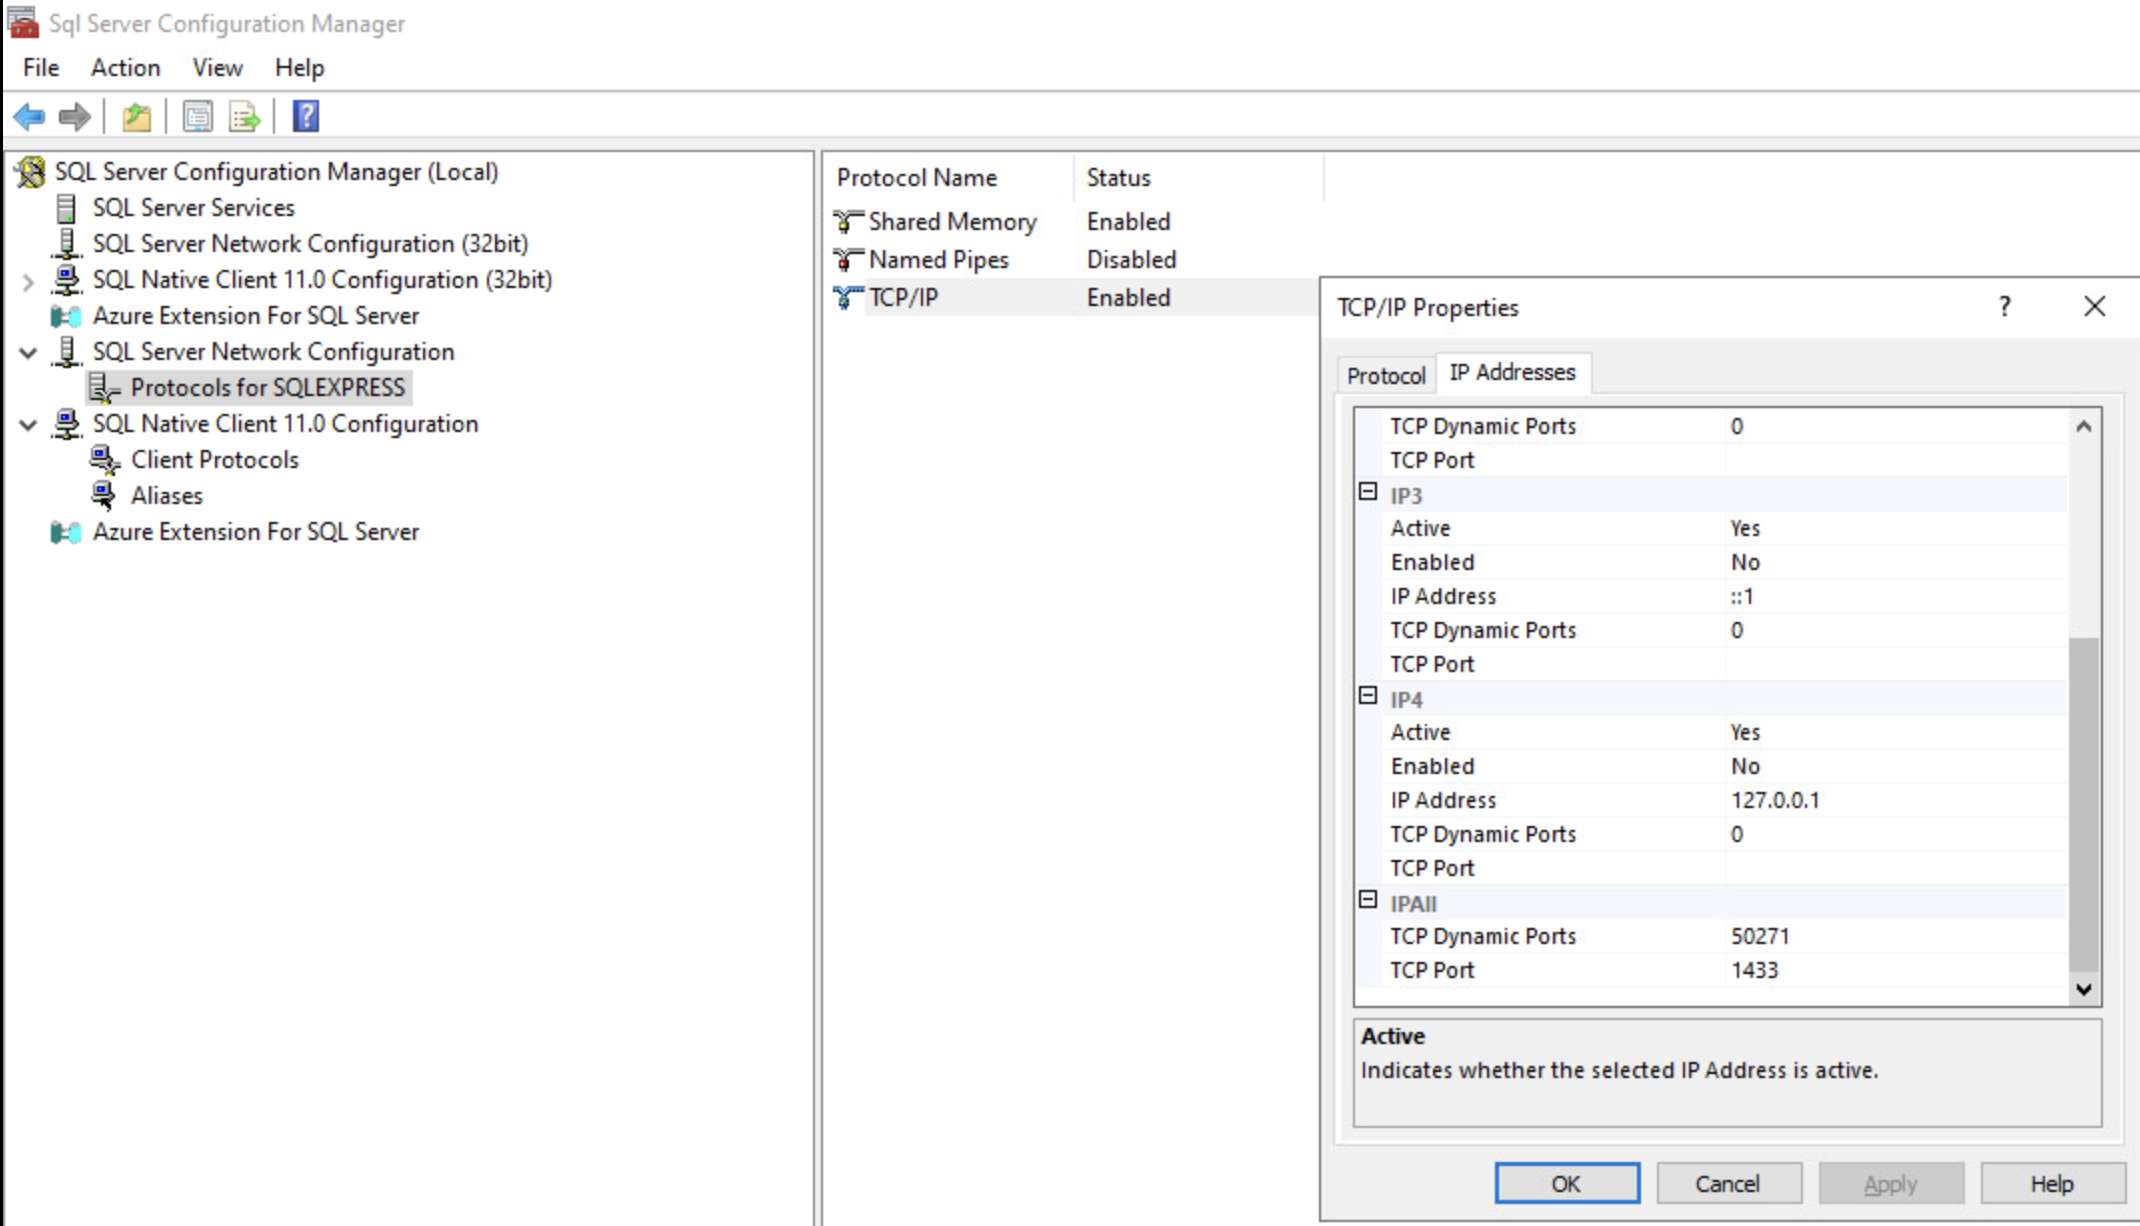 Sql Server Configuration Manager
File Action View Help
SQL Server Configuration Manager (Local)
SQL Server Services
SQL Server Network Configuration (32bit)
SQL Native Client 11.0 Configuration (32bit)
Azure Extension For SQL Server
SQL Server Network Configuration
Protocols for SQLEXPRESS
SQL Native Client 11.0 Configuration
Client Protocols
Aliases
Azure Extension For SQL Server
Protocol Name Status
Shared Memory Enabled
Named Pipes Disabled
TCP/IP Enabled
TCP/IP Properties
Protocol IP Addresses
TCP Dynamic Ports 0
TCP Port
IP3
Active Yes
Enabled No
IP Address ::1
TCP Dynamic Ports 0
TCP Port
IP4
Active Yes
Enabled No
IP Address 127.0.0.1
TCP Dynamic Ports 0
TCP Port
IPAll
TCP Dynamic Ports 50271
TCP Port 1433
Active
Indicates whether the selected IP Address is active.
OK Cancel Apply Help